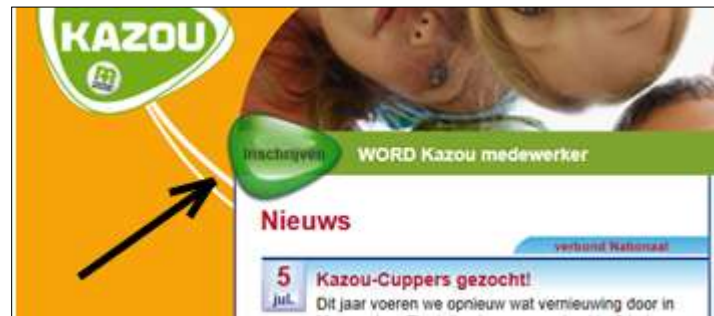 KAZOU
Inschrijven
WORD Kazou medewerker
Nieuws
verbond Nationaal
5
jul.
Kazou-Cuppers gezocht!
Dit jaar voeren we opnieuw wat vernieuwing door in